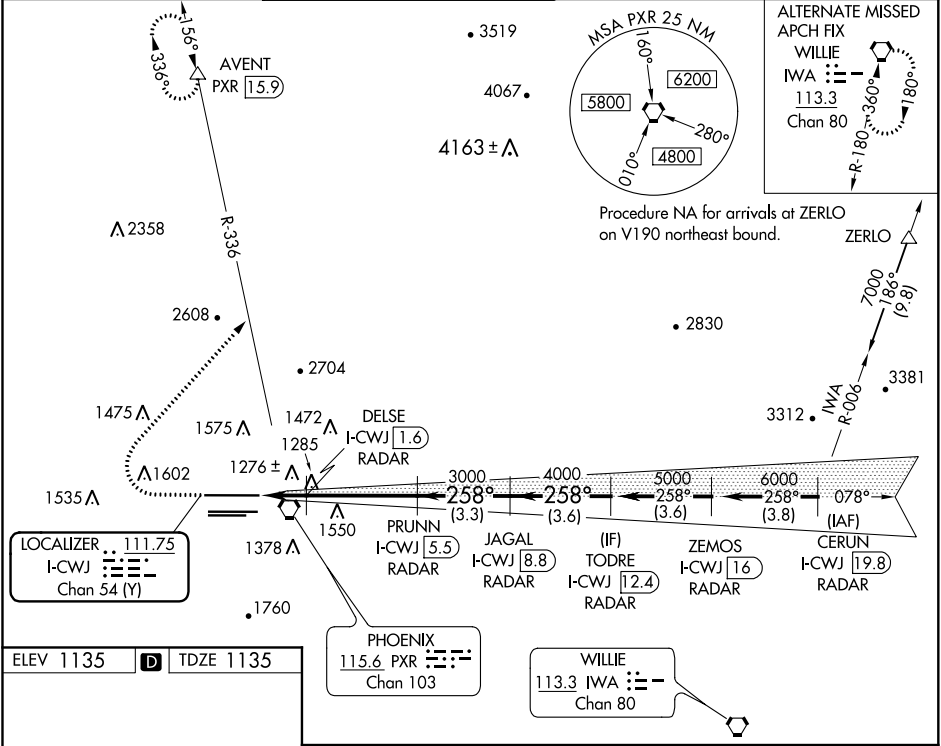 156°
336°
AVENT
PXR 15.9
3519
4067
4163 ±
MSA PXR 25 NM
160°
6200
5800
280°
010°
4800
ALTERNATE MISSED
APCH FIX
WILLIE
IWA
113.3
Chan 80
360°
180°
R-180
Procedure NA for arrivals at ZERLO
on V190 northeast bound.
ZERLO
7000
186°
(9.8)
R-336
2358
2608
2830
2704
3381
3312
IWA
R-006
1475
1575
1472
1285
DELSE
I-CWJ 1.6
RADAR
1602
1276 ±
1535
3000
258°
(3.3)
4000
258°
(3.6)
5000
258°
(3.6)
6000
258°
(3.8)
078°
1550
1378
PRUNN
I-CWJ 5.5
RADAR
JAGAL
I-CWJ 8.8
RADAR
(IF)
TODRE
I-CWJ 12.4
RADAR
ZEMOS
I-CWJ 16
RADAR
(IAF)
CERUN
I-CWJ 19.8
RADAR
LOCALIZER 111.75
I-CWJ
Chan 54 (Y)
1760
PHOENIX
115.6 PXR
Chan 103
WILLIE
113.3 IWA
Chan 80
ELEV 1135 D TDZE 1135